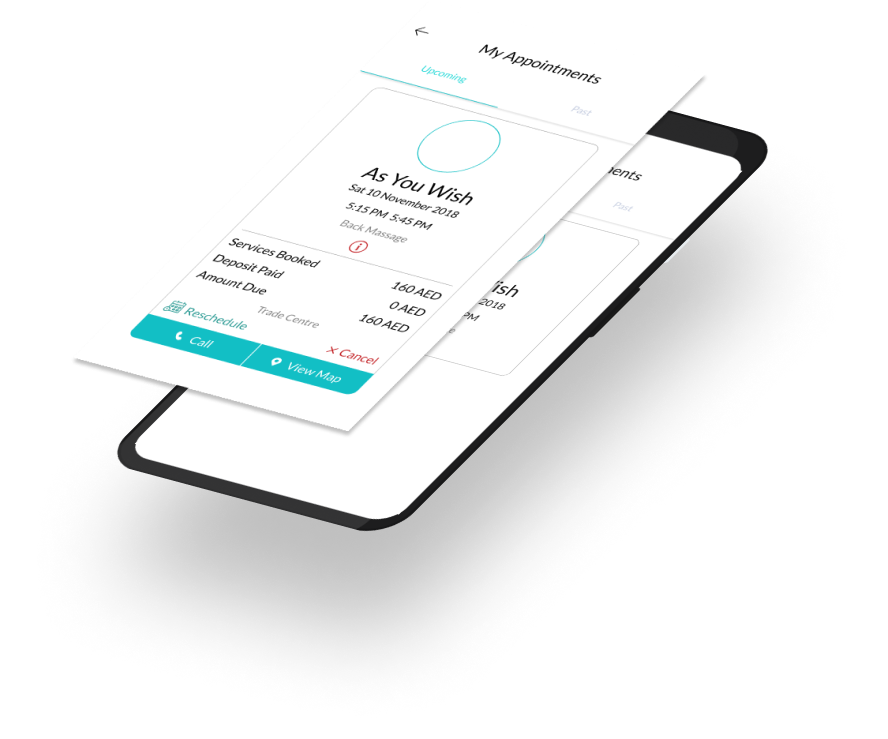 My Appointments
Upcoming
Past
As You Wish
Sat 10 November 2018
5:15 PM 5:45 PM
Back Massage
Services Booked 160 AED
Deposit Paid 0 AED
Amount Due 160 AED
Trade Centre
Reschedule
Cancel
Call
View Map
ments
Past
ish
2018
PM